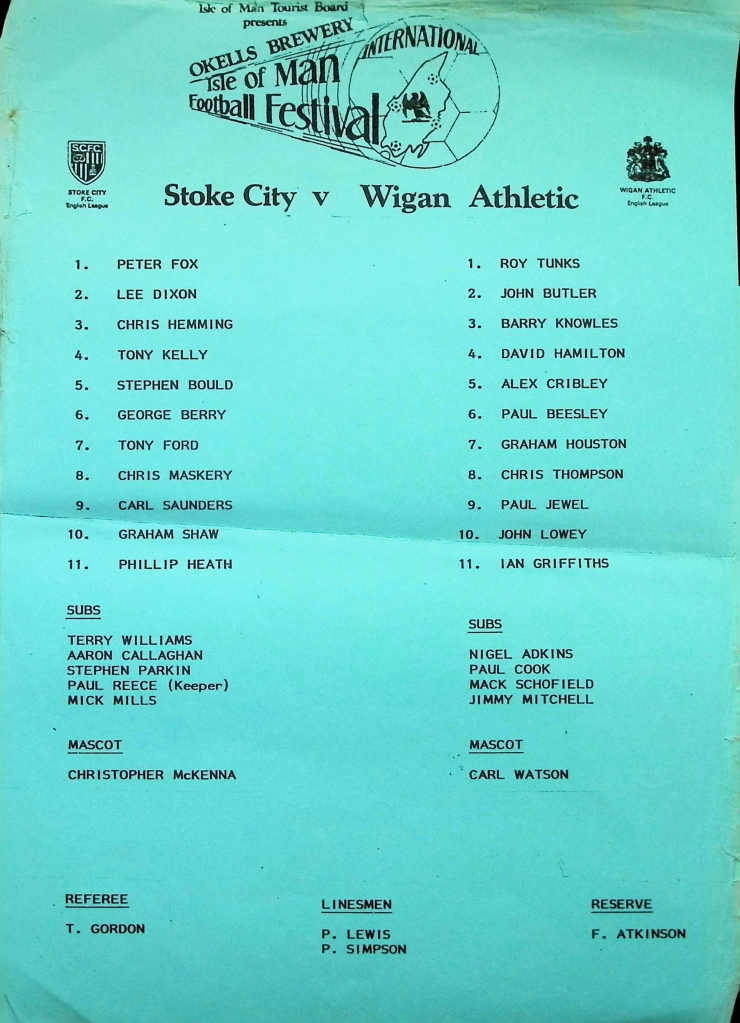 Isle of Man Tourist Board
presents
OKELLS BREWERY
Isle of Man
Football Festival
INTERNATIONAL
S.C.F.C.
STOKE CITY
F.C.
English League
WIGAN ATHLETIC
F.C.
English League
Stoke City v Wigan Athletic
1. PETER FOX
2. LEE DIXON
3. CHRIS HEMMING
4. TONY KELLY
5. STEPHEN BOULD
6. GEORGE BERRY
7. TONY FORD
8. CHRIS MASKERY
9. CARL SAUNDERS
10. GRAHAM SHAW
11. PHILLIP HEATH
SUBS
TERRY WILLIAMS
AARON CALLAGHAN
STEPHEN PARKIN
PAUL REECE (Keeper)
MICK MILLS
MASCOT
CHRISTOPHER McKENNA
1. ROY TUNKS
2. JOHN BUTLER
3. BARRY KNOWLES
4. DAVID HAMILTON
5. ALEX CRIBLEY
6. PAUL BEESLEY
7. GRAHAM HOUSTON
8. CHRIS THOMPSON
9. PAUL JEWEL
10. JOHN LOWEY
11. IAN GRIFFITHS
SUBS
NIGEL ADKINS
PAUL COOK
MACK SCHOFIELD
JIMMY MITCHELL
MASCOT
CARL WATSON
REFEREE
T. GORDON
LINESMEN
P. LEWIS
P. SIMPSON
RESERVE
F. ATKINSON